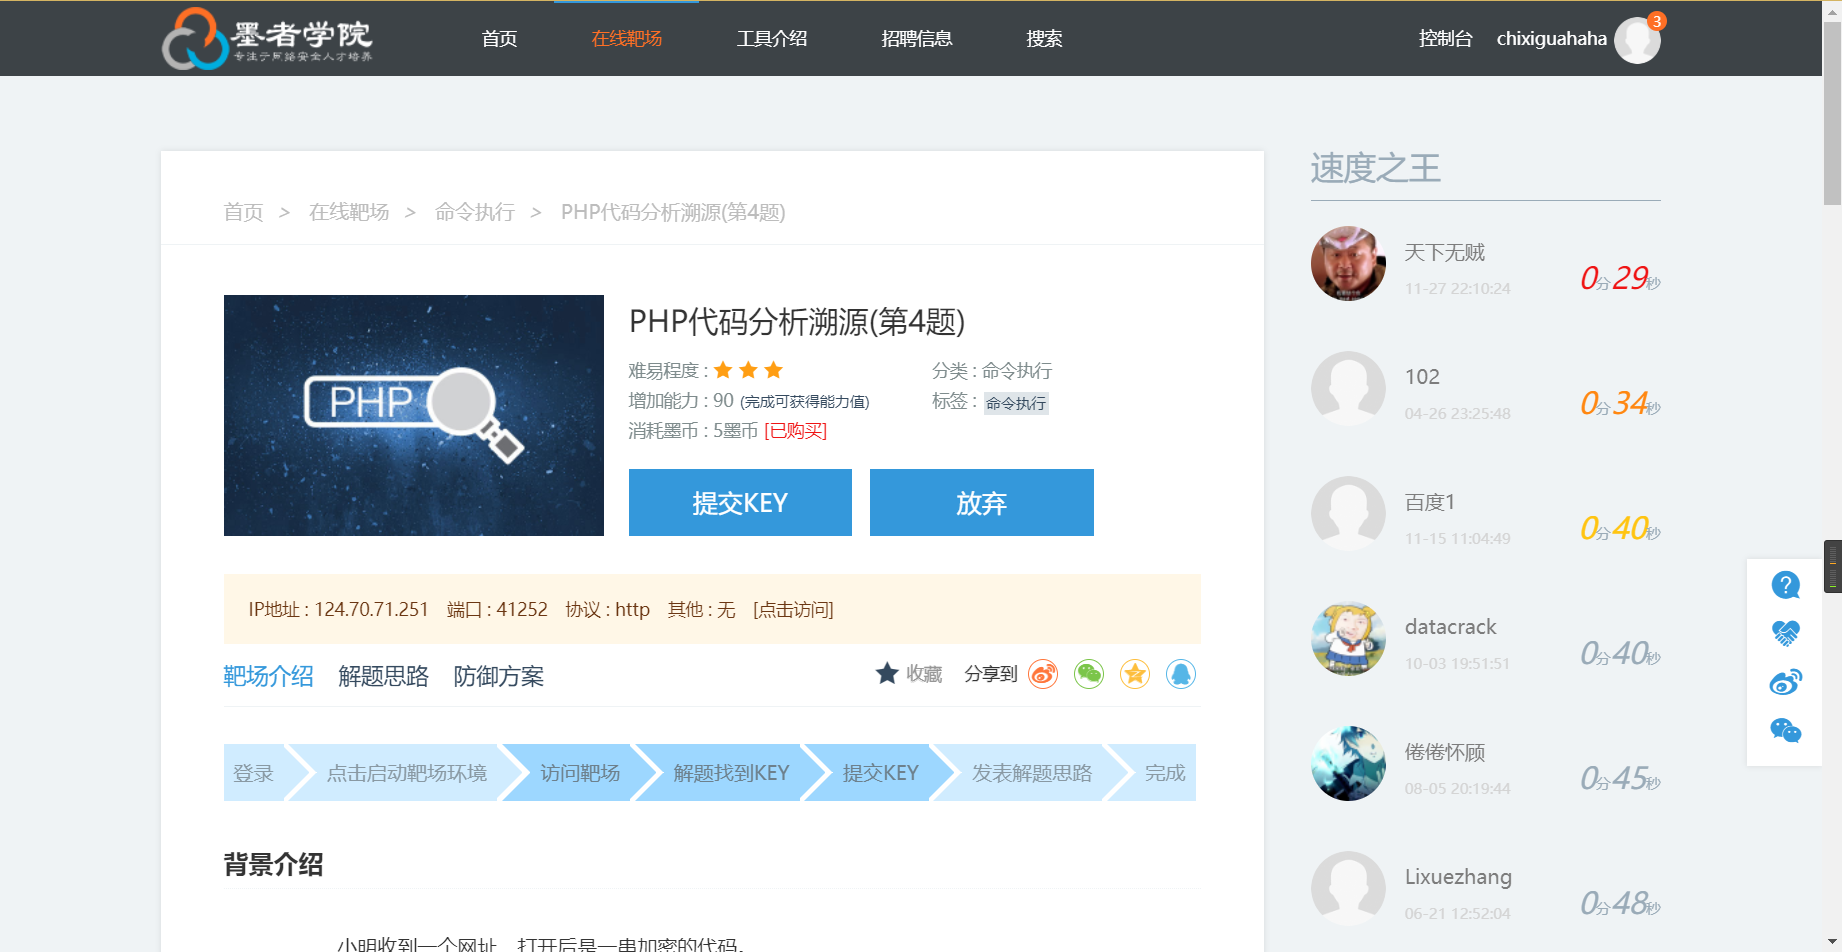 墨者学院
专注于网络安全人才培养
首页 在线靶场 工具介绍 招聘信息 搜索 控制台 chixiguahaha 3
首页 > 在线靶场 > 命令执行 > PHP代码分析溯源(第4题)
PHP
PHP代码分析溯源(第4题)
难易程度 : 分类 : 命令执行
增加能力 : 90 (完成可获得能力值) 标签 : 命令执行
消耗墨币 : 5墨币 [已购买]
提交KEY 放弃
IP地址 : 124.70.71.251 端口 : 41252 协议 : http 其他 : 无 [点击访问]
靶场介绍 解题思路 防御方案 收藏 分享到
登录 点击启动靶场环境 访问靶场 解题找到KEY 提交KEY 发表解题思路 完成
背景介绍
小明收到一个网址，打开后是一串加密的代码。
速度之王
天下无贼
11-27 22:10:24 0分29秒
102
04-26 23:25:48 0分34秒
百度1
11-15 11:04:49 0分40秒
datacrack
10-03 19:51:51 0分40秒
倦倦怀顾
08-05 20:19:44 0分45秒
Lixuezhang
06-21 12:52:04 0分48秒